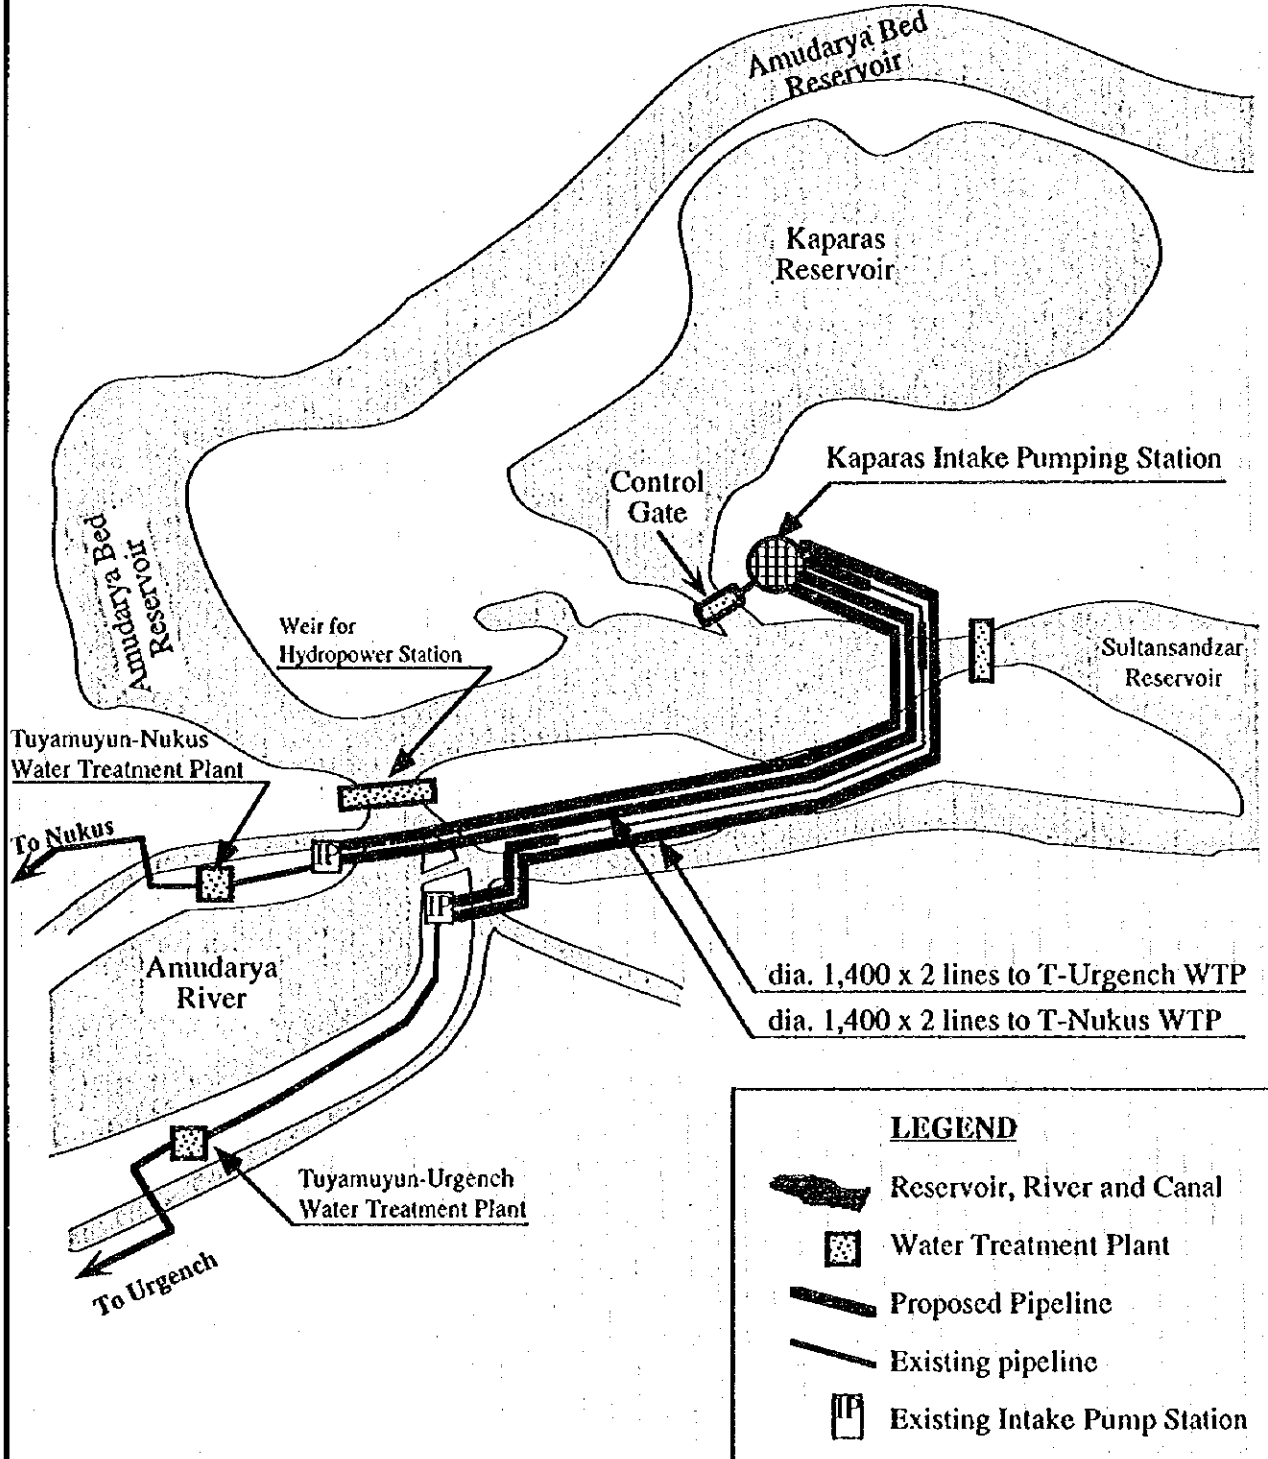 Amudarya Bed
Reservoir
Kaparas
Reservoir
Kaparas Intake Pumping Station
Control
Gate
Amudarya Bed
Reservoir
Weir for
Hydropower Station
Sultansandzar
Reservoir
Tuyamuyun-Nukus
Water Treatment Plant
To Nukus
IP
IP
Amudarya
River
dia. 1,400 x 2 lines to T-Urgench WTP
dia. 1,400 x 2 lines to T-Nukus WTP
Tuyamuyun-Urgench
Water Treatment Plant
To Urgench
LEGEND
Reservoir, River and Canal
Water Treatment Plant
Proposed Pipeline
Existing pipeline
IP
Existing Intake Pump Station